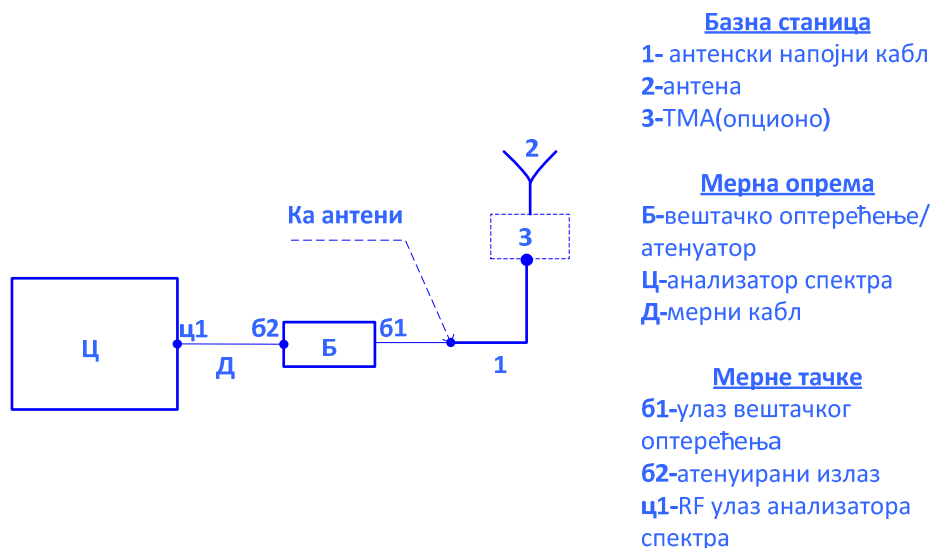 Базна станица
1- антенски напојни кабл
2-антена
3-ТМА(опционо)
Мерна опрема
Б-вештачко оптерећење/
атенуатор
Ц-анализатор спектра
Д-мерни кабл
Мерне тачке
б1-улаз вештачког
оптерећења
б2-атенуирани излаз
ц1-RF улаз анализатора
спектра
2
Ка антени
3
ц1
б2
б1
Ц
Б
Д
1